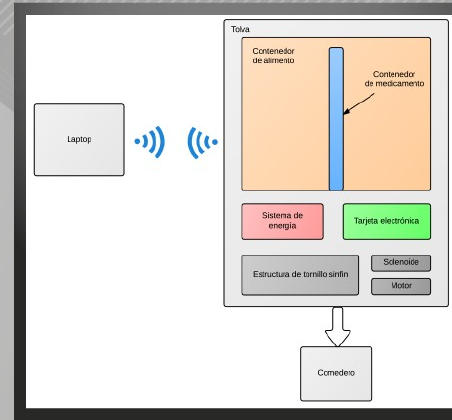 Tolva
Contenedor
de alimento
Contenedor
de medicamento
Laptop
Sistema de
energía
Tarjeta electrónica
Estructura de tornillo sinfin
Solenoide
Motor
Comedero